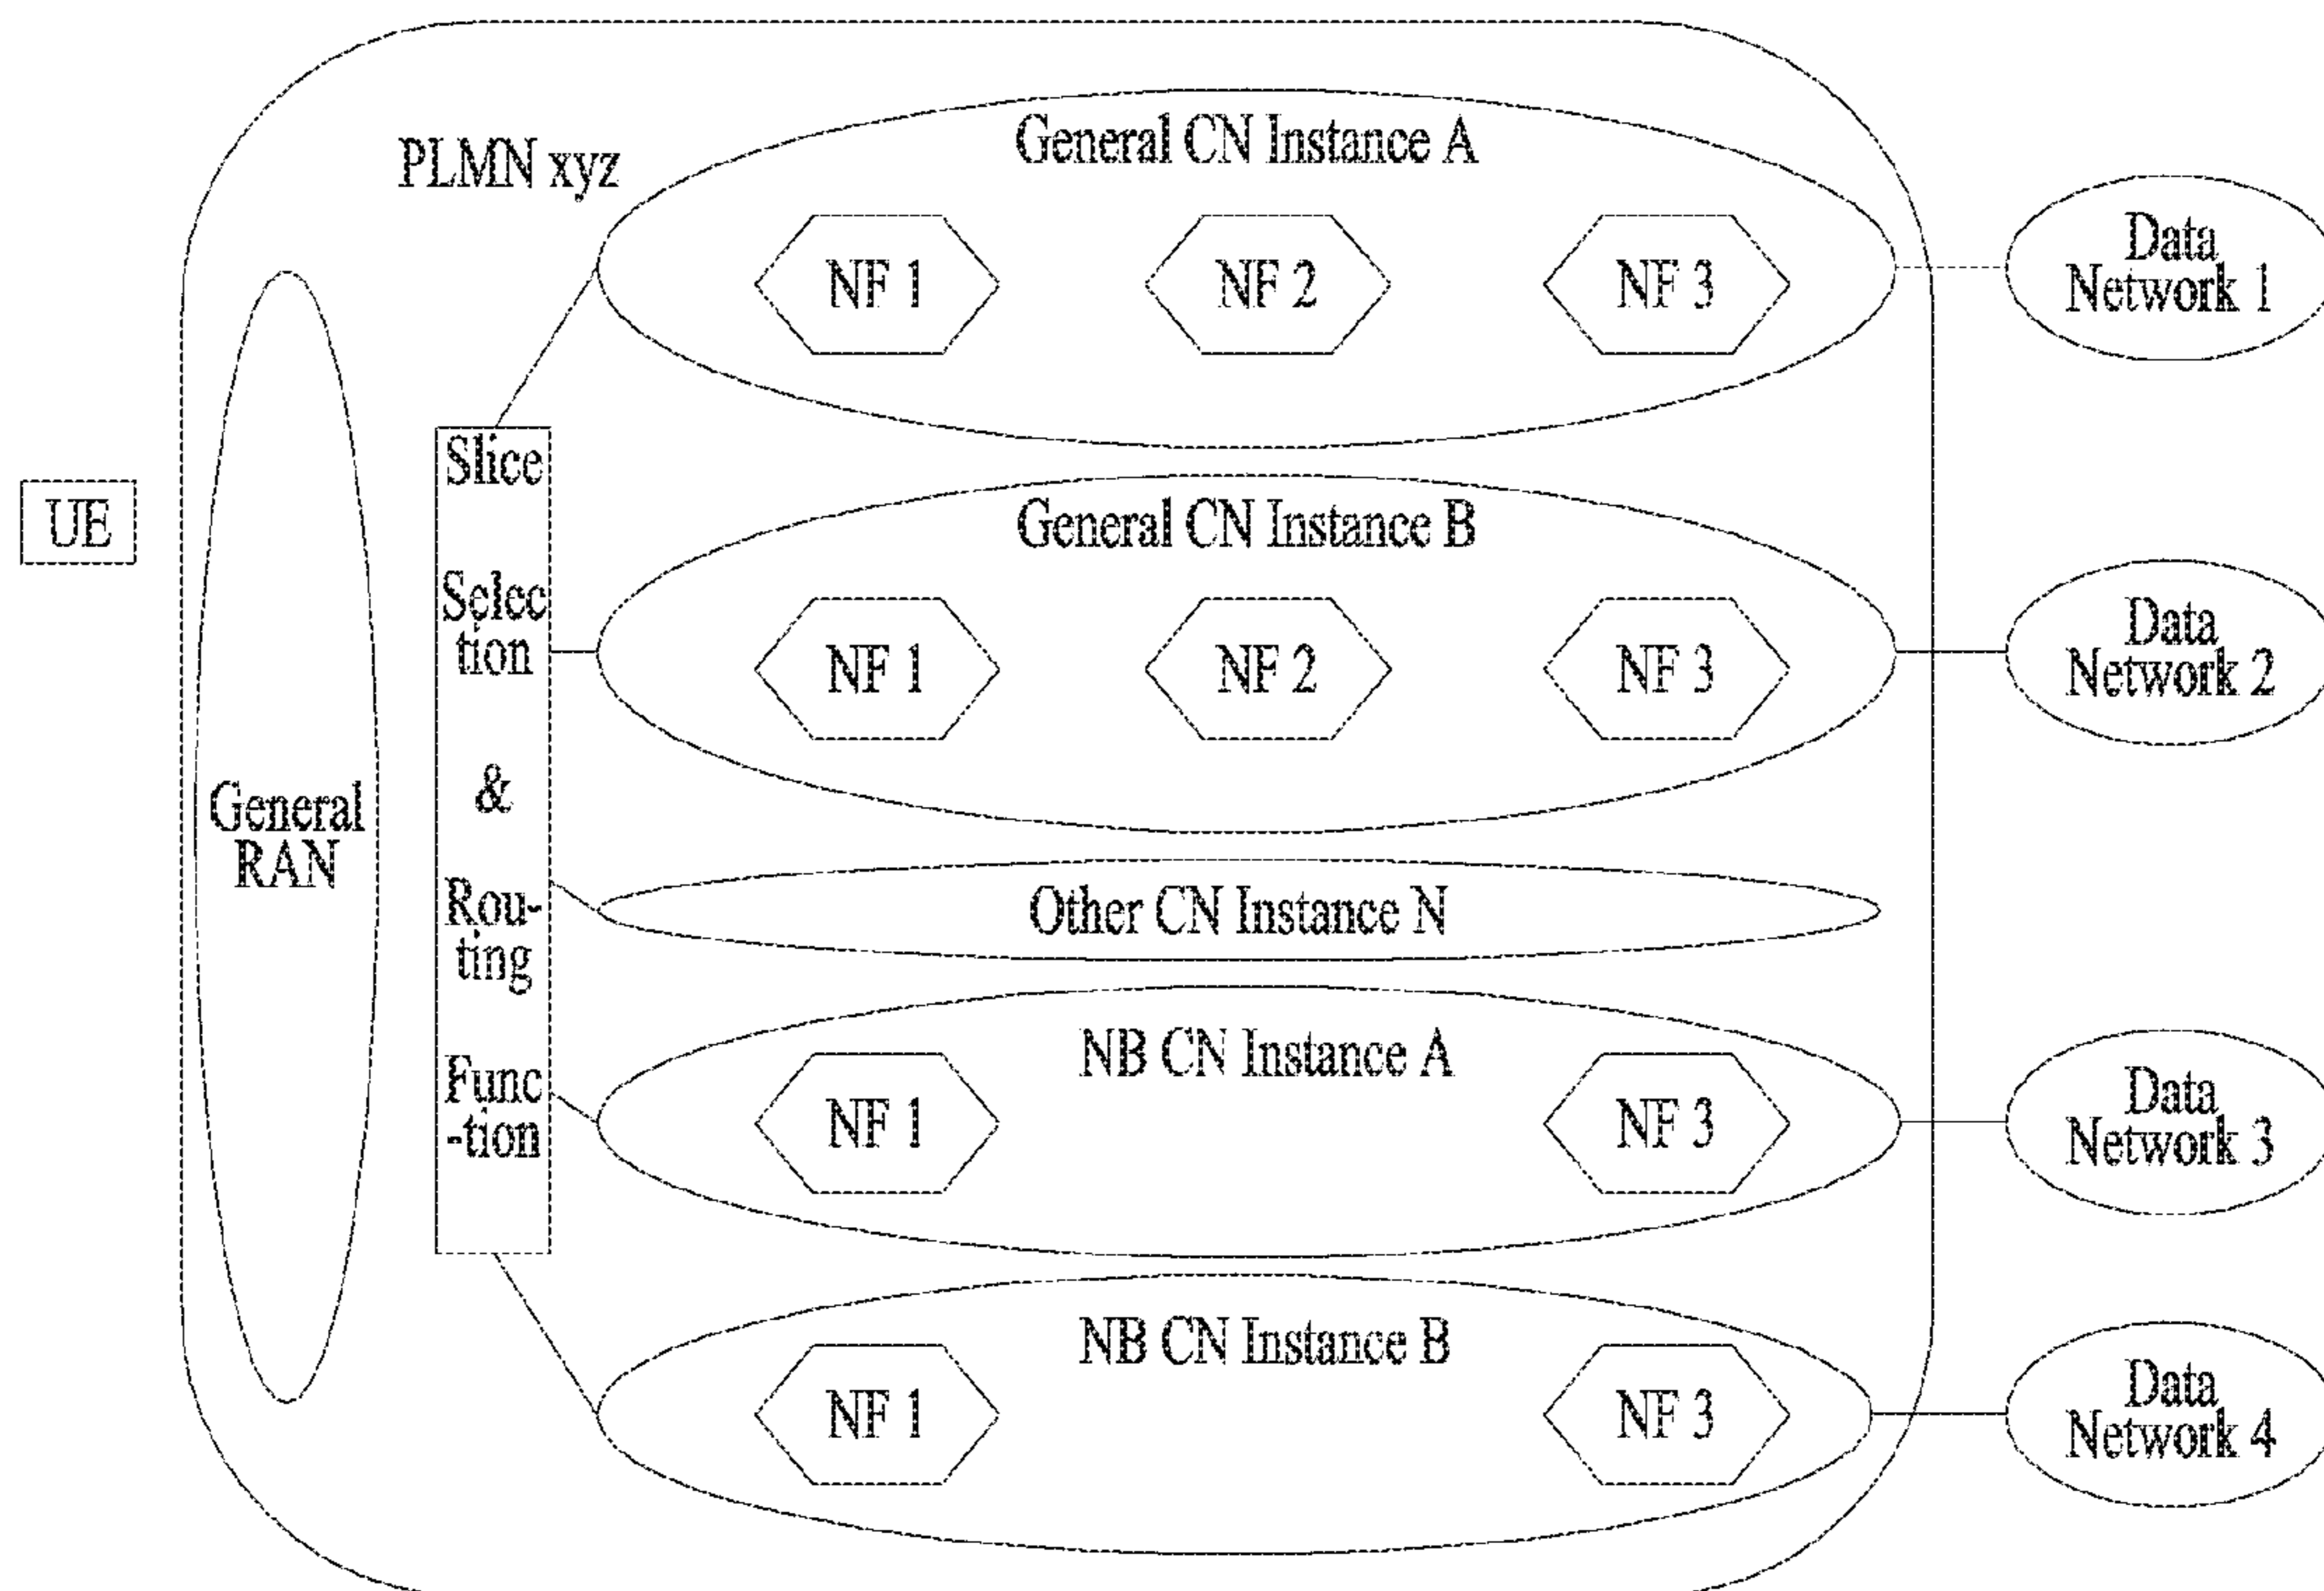 PLMN xyz
General CN Instance A
NF 1
NF 2
NF 3
Data
Network 1
UE
General
RAN
Slice
Selec
tion
&
Rou-
ting
Func
-tion
General CN Instance B
NF 1
NF 2
NF 3
Data
Network 2
Other CN Instance N
NB CN Instance A
NF 1
NF 3
Data
Network 3
NB CN Instance B
NF 1
NF 3
Data
Network 4